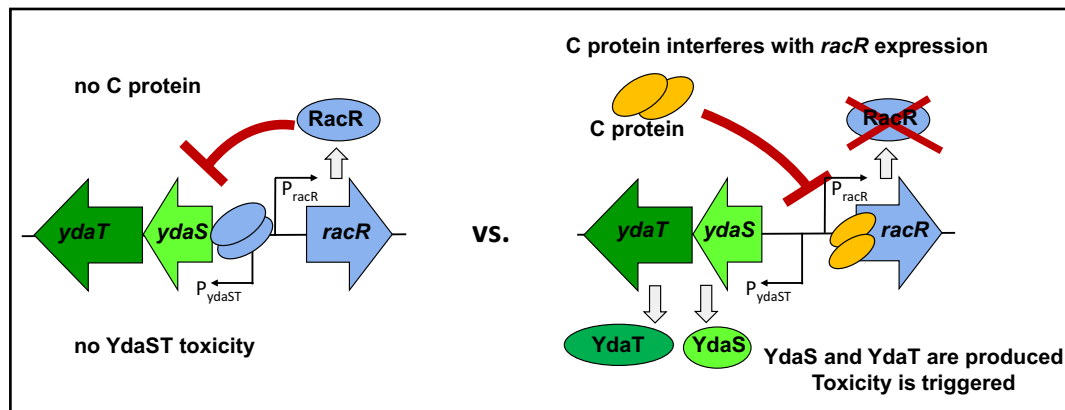 no C protein
RacR
P racR
ydaT
ydaS
racR
P ydaST
no YdaST toxicity
vs.
C protein interferes with racR expression
C protein
RacR
P racR
ydaT
ydaS
racR
P ydaST
YdaT
YdaS
YdaS and YdaT are produced
Toxicity is triggered